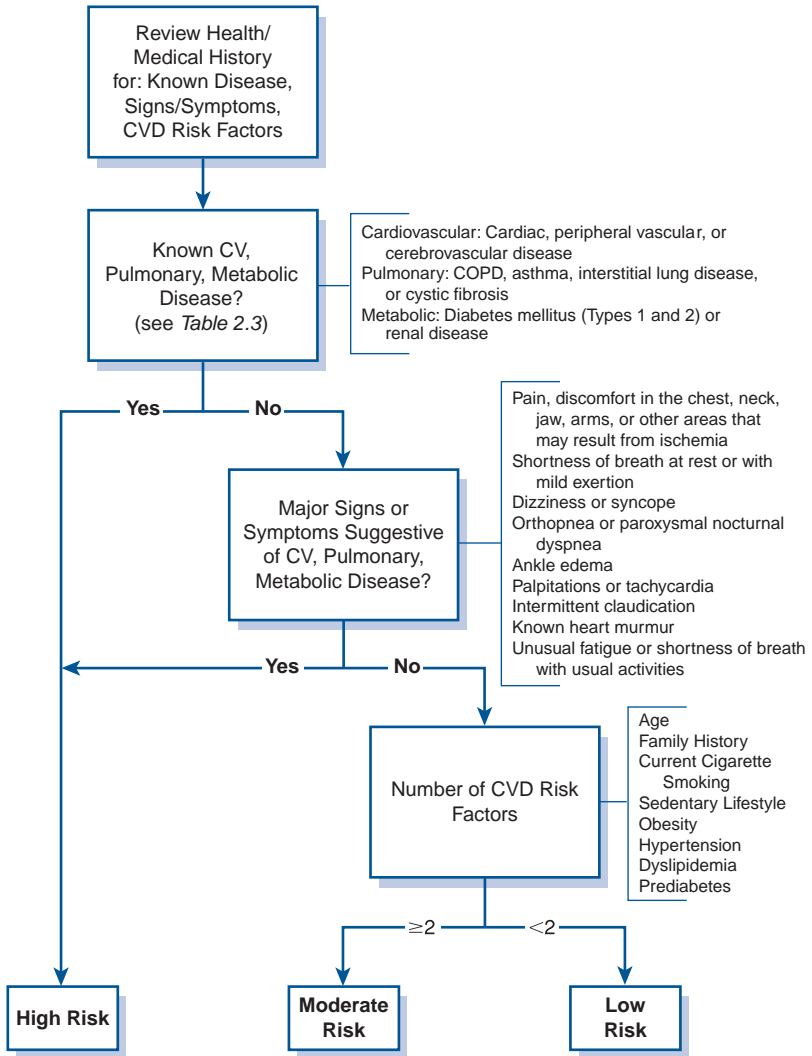 Review Health/
Medical History
for: Known Disease,
Signs/Symptoms,
CVD Risk Factors
Known CV,
Pulmonary, Metabolic
Disease?
(see Table 2.3)
Cardiovascular: Cardiac, peripheral vascular, or
cerebrovascular disease
Pulmonary: COPD, asthma, interstitial lung disease,
or cystic fibrosis
Metabolic: Diabetes mellitus (Types 1 and 2) or
renal disease
Yes No
Major Signs or
Symptoms Suggestive
of CV, Pulmonary,
Metabolic Disease?
Pain, discomfort in the chest, neck,
jaw, arms, or other areas that
may result from ischemia
Shortness of breath at rest or with
mild exertion
Dizziness or syncope
Orthopnea or paroxysmal nocturnal
dyspnea
Ankle edema
Palpitations or tachycardia
Intermittent claudication
Known heart murmur
Unusual fatigue or shortness of breath
with usual activities
Yes No
Number of CVD Risk
Factors
Age
Family History
Current Cigarette
Smoking
Sedentary Lifestyle
Obesity
Hypertension
Dyslipidemia
Prediabetes
≥2 <2
High Risk
Moderate
Risk
Low
Risk